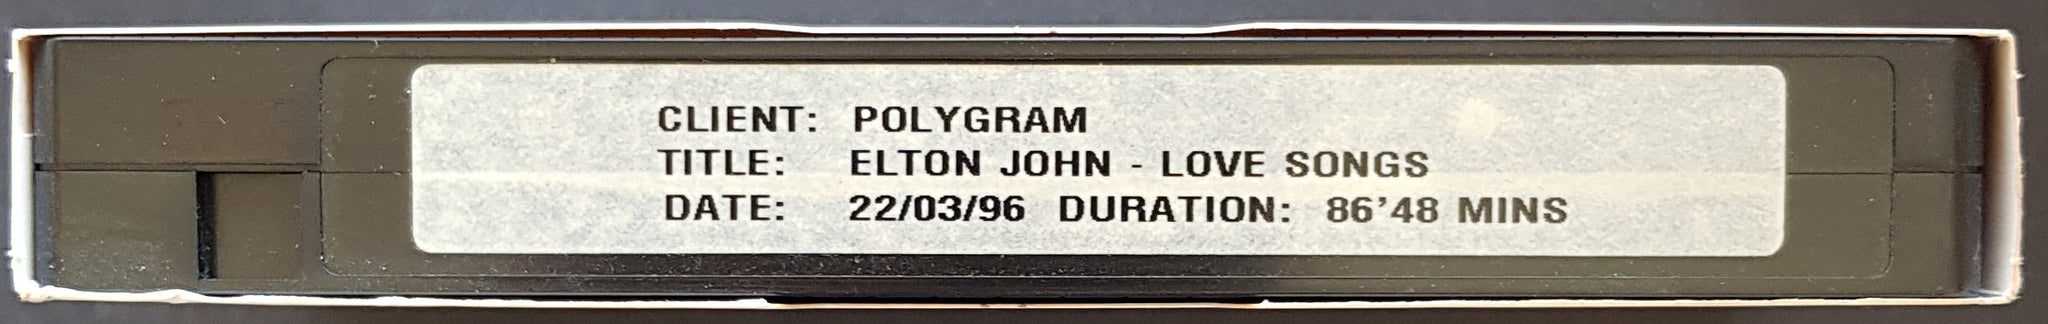 CLIENT: POLYGRAM
TITLE: ELTON JOHN - LOVE SONGS
DATE: 22/03/96 DURATION: 86'48 MINS